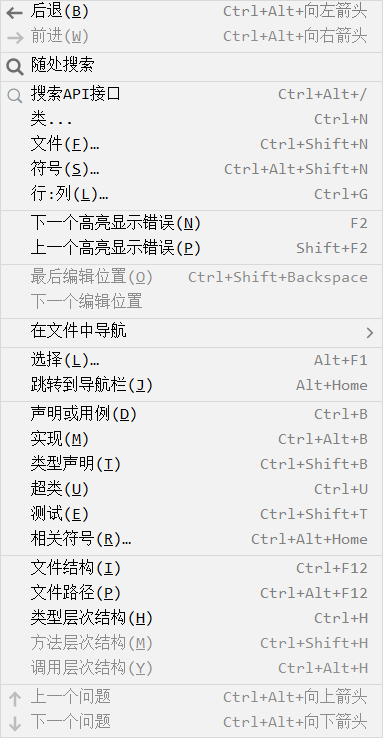 后退(B) Ctrl+Alt+向左箭头
前进(W) Ctrl+Alt+向右箭头
随处搜索
搜索API接口 Ctrl+Alt+/
类... Ctrl+N
文件(F)… Ctrl+Shift+N
符号(S)… Ctrl+Alt+Shift+N
行:列(L)… Ctrl+G
下一个高亮显示错误(N) F2
上一个高亮显示错误(P) Shift+F2
最后编辑位置(O) Ctrl+Shift+Backspace
下一个编辑位置
在文件中导航
选择(L)… Alt+F1
跳转到导航栏(J) Alt+Home
声明或用例(D) Ctrl+B
实现(M) Ctrl+Alt+B
类型声明(T) Ctrl+Shift+B
超类(U) Ctrl+U
测试(E) Ctrl+Shift+T
相关符号(R)… Ctrl+Alt+Home
文件结构(I) Ctrl+F12
文件路径(P) Ctrl+Alt+F12
类型层次结构(H) Ctrl+H
方法层次结构(M) Ctrl+Shift+H
调用层次结构(Y) Ctrl+Alt+H
上一个问题 Ctrl+Alt+向上箭头
下一个问题 Ctrl+Alt+向下箭头